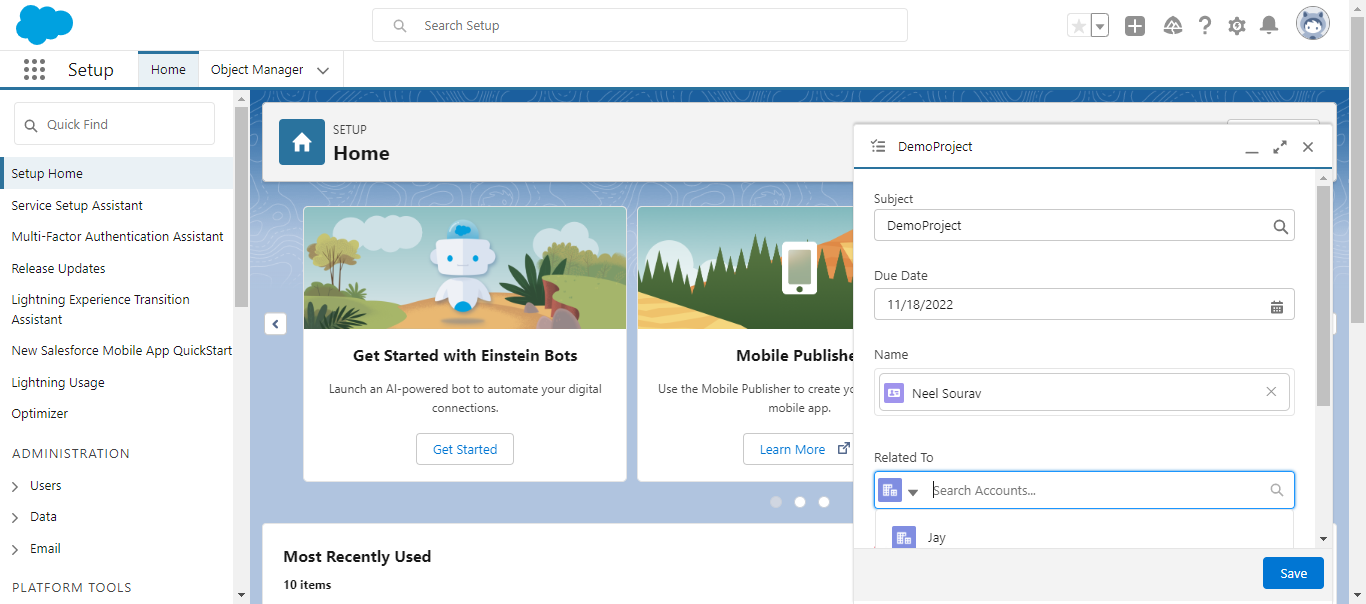 Search Setup
Setup
Home
Object Manager
Quick Find
Setup Home
Service Setup Assistant
Multi-Factor Authentication Assistant
Release Updates
Lightning Experience Transition
Assistant
New Salesforce Mobile App QuickStart
Lightning Usage
Optimizer
ADMINISTRATION
Users
Data
Email
PLATFORM TOOLS
SETUP
Home
Get Started with Einstein Bots
Launch an AI-powered bot to automate your digital
connections.
Get Started
Mobile Publishe
Use the Mobile Publisher to create yo
mobile app.
Learn More
Most Recently Used
10 items
DemoProject
Subject
DemoProject
Due Date
11/18/2022
Name
Neel Sourav
Related To
Search Accounts...
Jay
Save